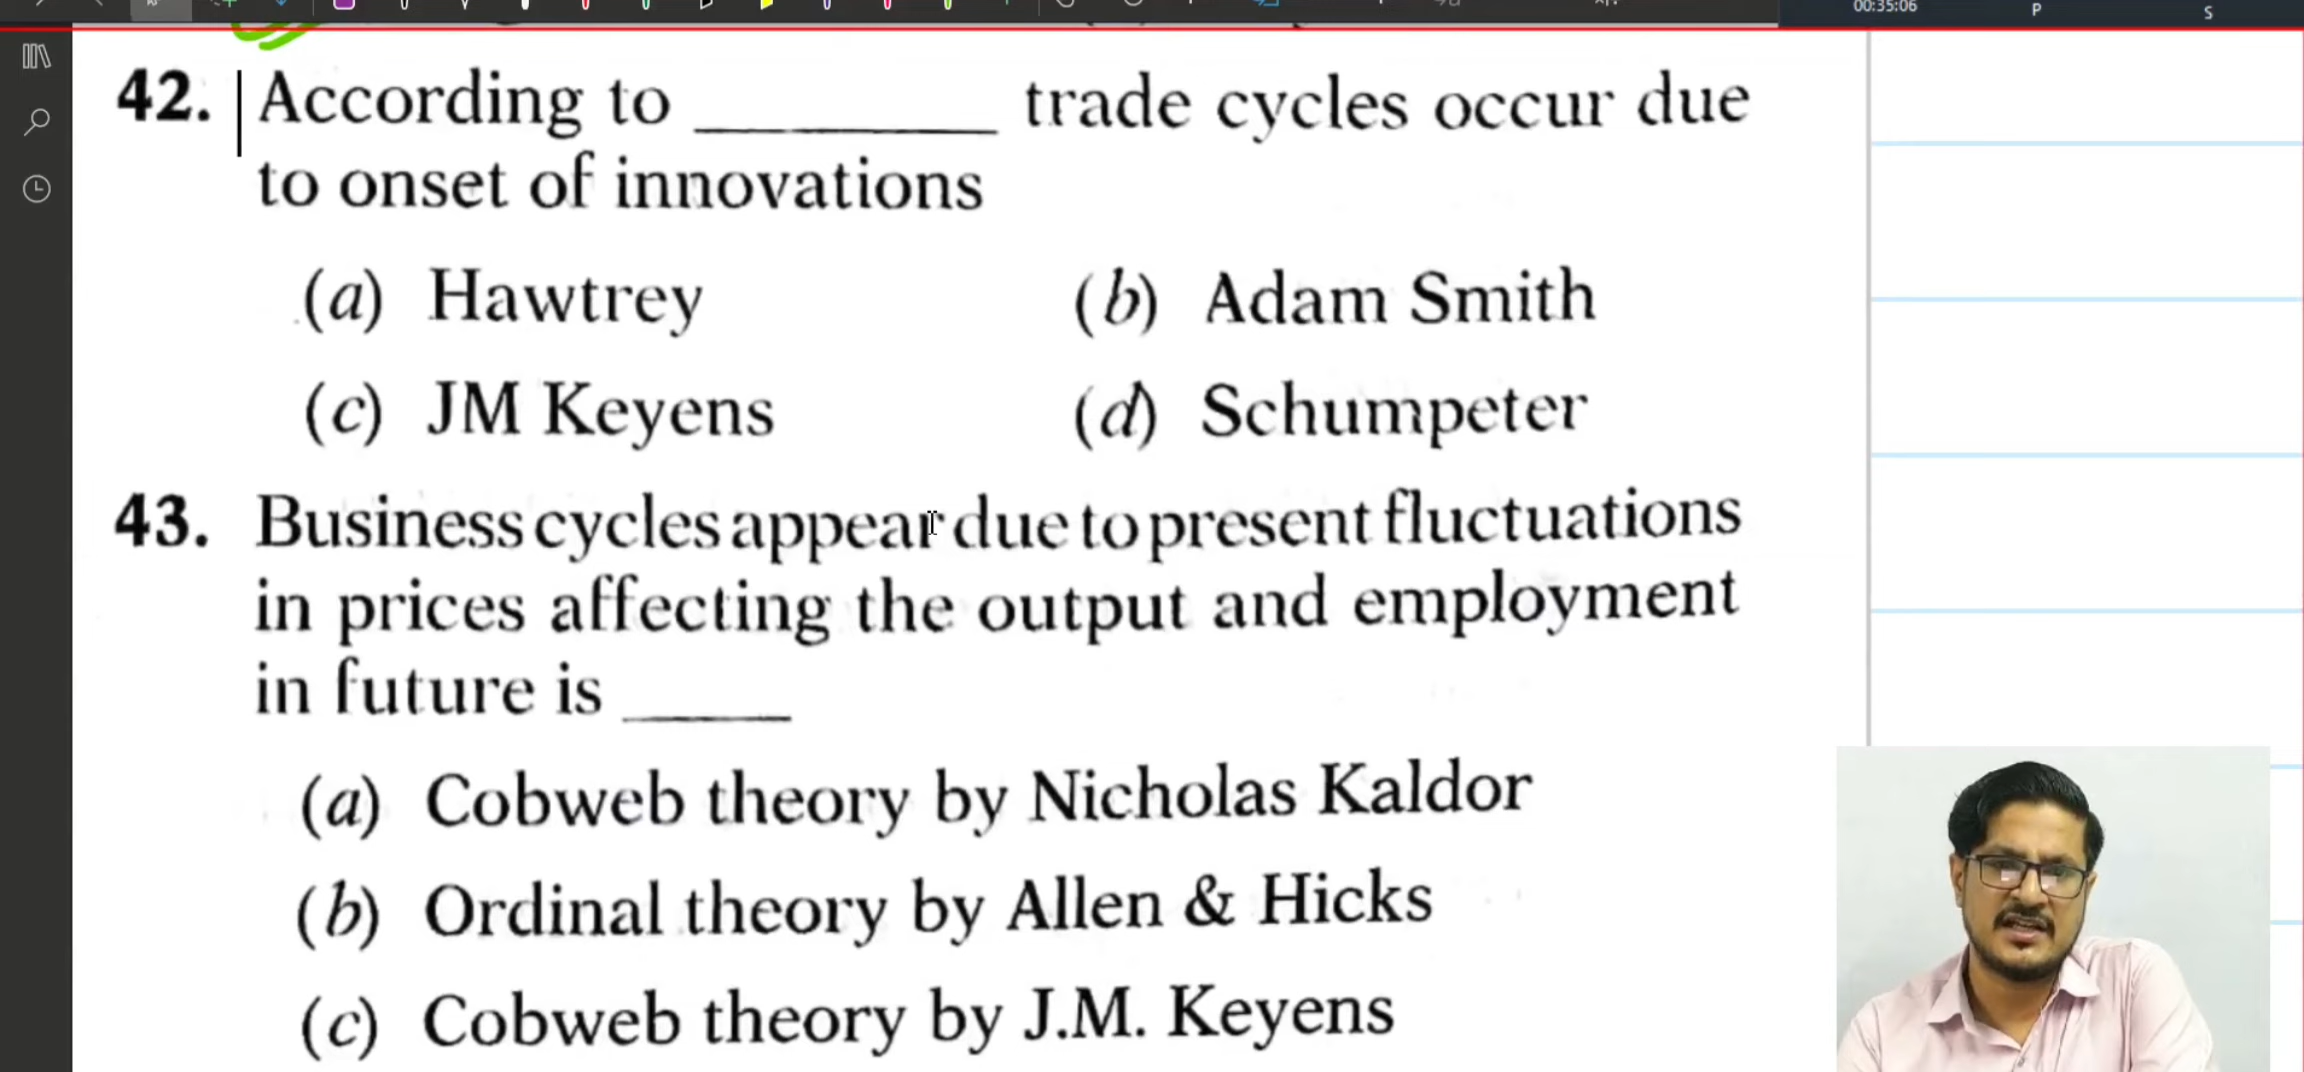 00:35:06
P
S
42. According to ________ trade cycles occur due
to onset of innovations
(a) Hawtrey (b) Adam Smith
(c) JM Keyens (d) Schumpeter
43. Business cycles appear due to present fluctuations
in prices affecting the output and employment
in future is _____
(a) Cobweb theory by Nicholas Kaldor
(b) Ordinal theory by Allen & Hicks
(c) Cobweb theory by J.M. Keyens